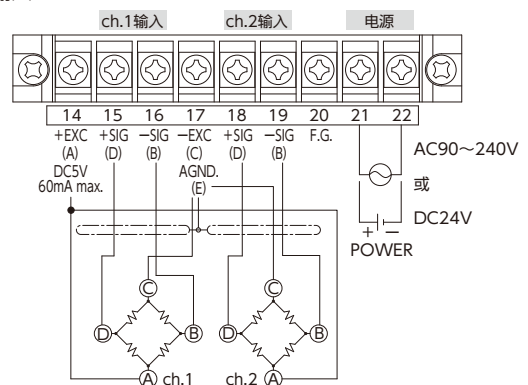 ch.1输入 ch.2输入 电源
14 15 16 17 18 19 20 21 22
+EXC +SIG −SIG −EXC +SIG −SIG F.G.
(A) (D) (B) (C) (D) (B)
DC5V AGND.
60mA max. (E)
AC90～240V
或
DC24V
+ −
POWER
C C
D B D B
A ch.1 ch.2 A